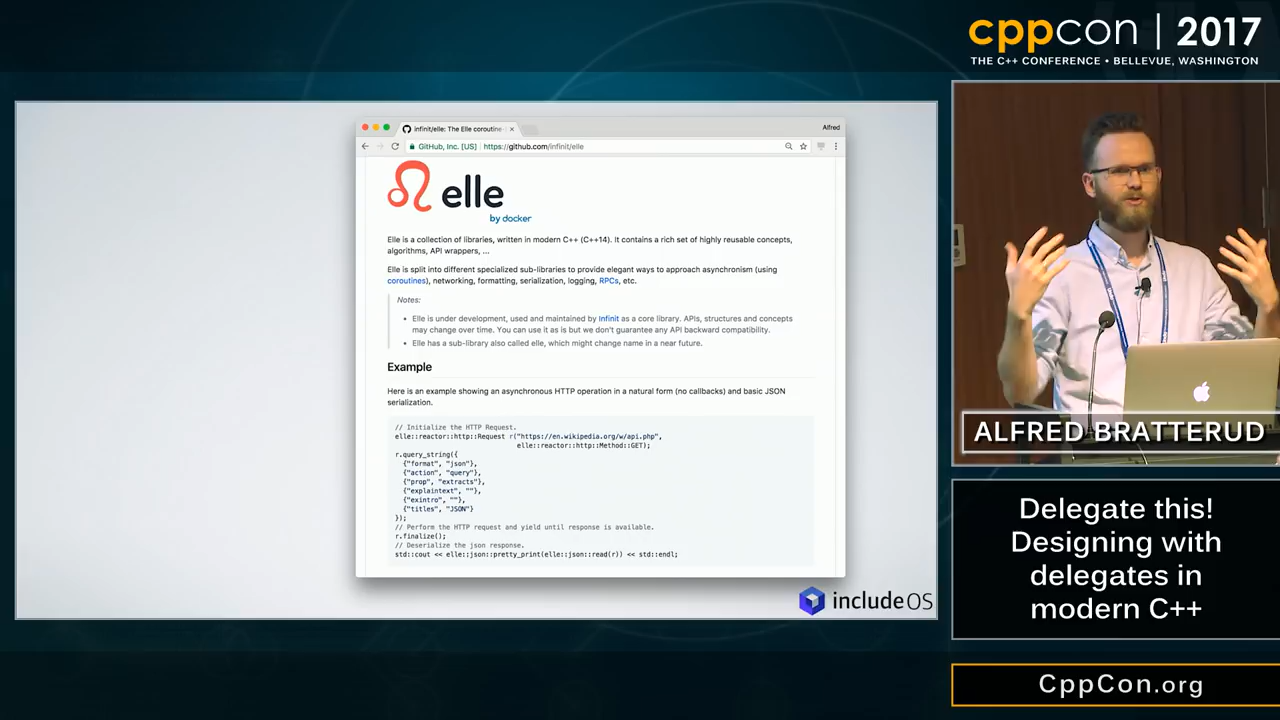 cppcon | 2017
THE C++ CONFERENCE • BELLEVUE, WASHINGTON
infinit/elle: The Elle coroutine-
Alfred
GitHub, Inc. [US]
https://github.com/infinit/elle
elle
by docker
Elle is a collection of libraries, written in modern C++ (C++14). It contains a rich set of highly reusable concepts,
algorithms, API wrappers, ...
Elle is split into different specialized sub-libraries to provide elegant ways to approach asynchronism (using
coroutines), networking, formatting, serialization, logging, RPCs, etc.
Notes:
• Elle is under development, used and maintained by Infinit as a core library. APIs, structures and concepts
may change over time. You can use it as is but we don't guarantee any API backward compatibility.
• Elle has a sub-library also called elle, which might change name in a near future.
Example
Here is an example showing an asynchronous HTTP operation in a natural form (no callbacks) and basic JSON
serialization.
// Initialize the HTTP Request.
elle::reactor::http::Request r("https://en.wikipedia.org/w/api.php",
elle::reactor::http::Method::GET);
r.query_string({
{"format", "json"},
{"action", "query"},
{"prop", "extracts"},
{"explaintext", ""},
{"exintro", ""},
{"titles", "JSON"}
});
// Perform the HTTP request and yield until response is available.
r.finalize();
// Deserialize the json response.
std::cout << elle::json::pretty_print(elle::json::read(r)) << std::endl;
includeOS
ALFRED BRATTERUD
Delegate this!
Designing with
delegates in
modern C++
CppCon.org